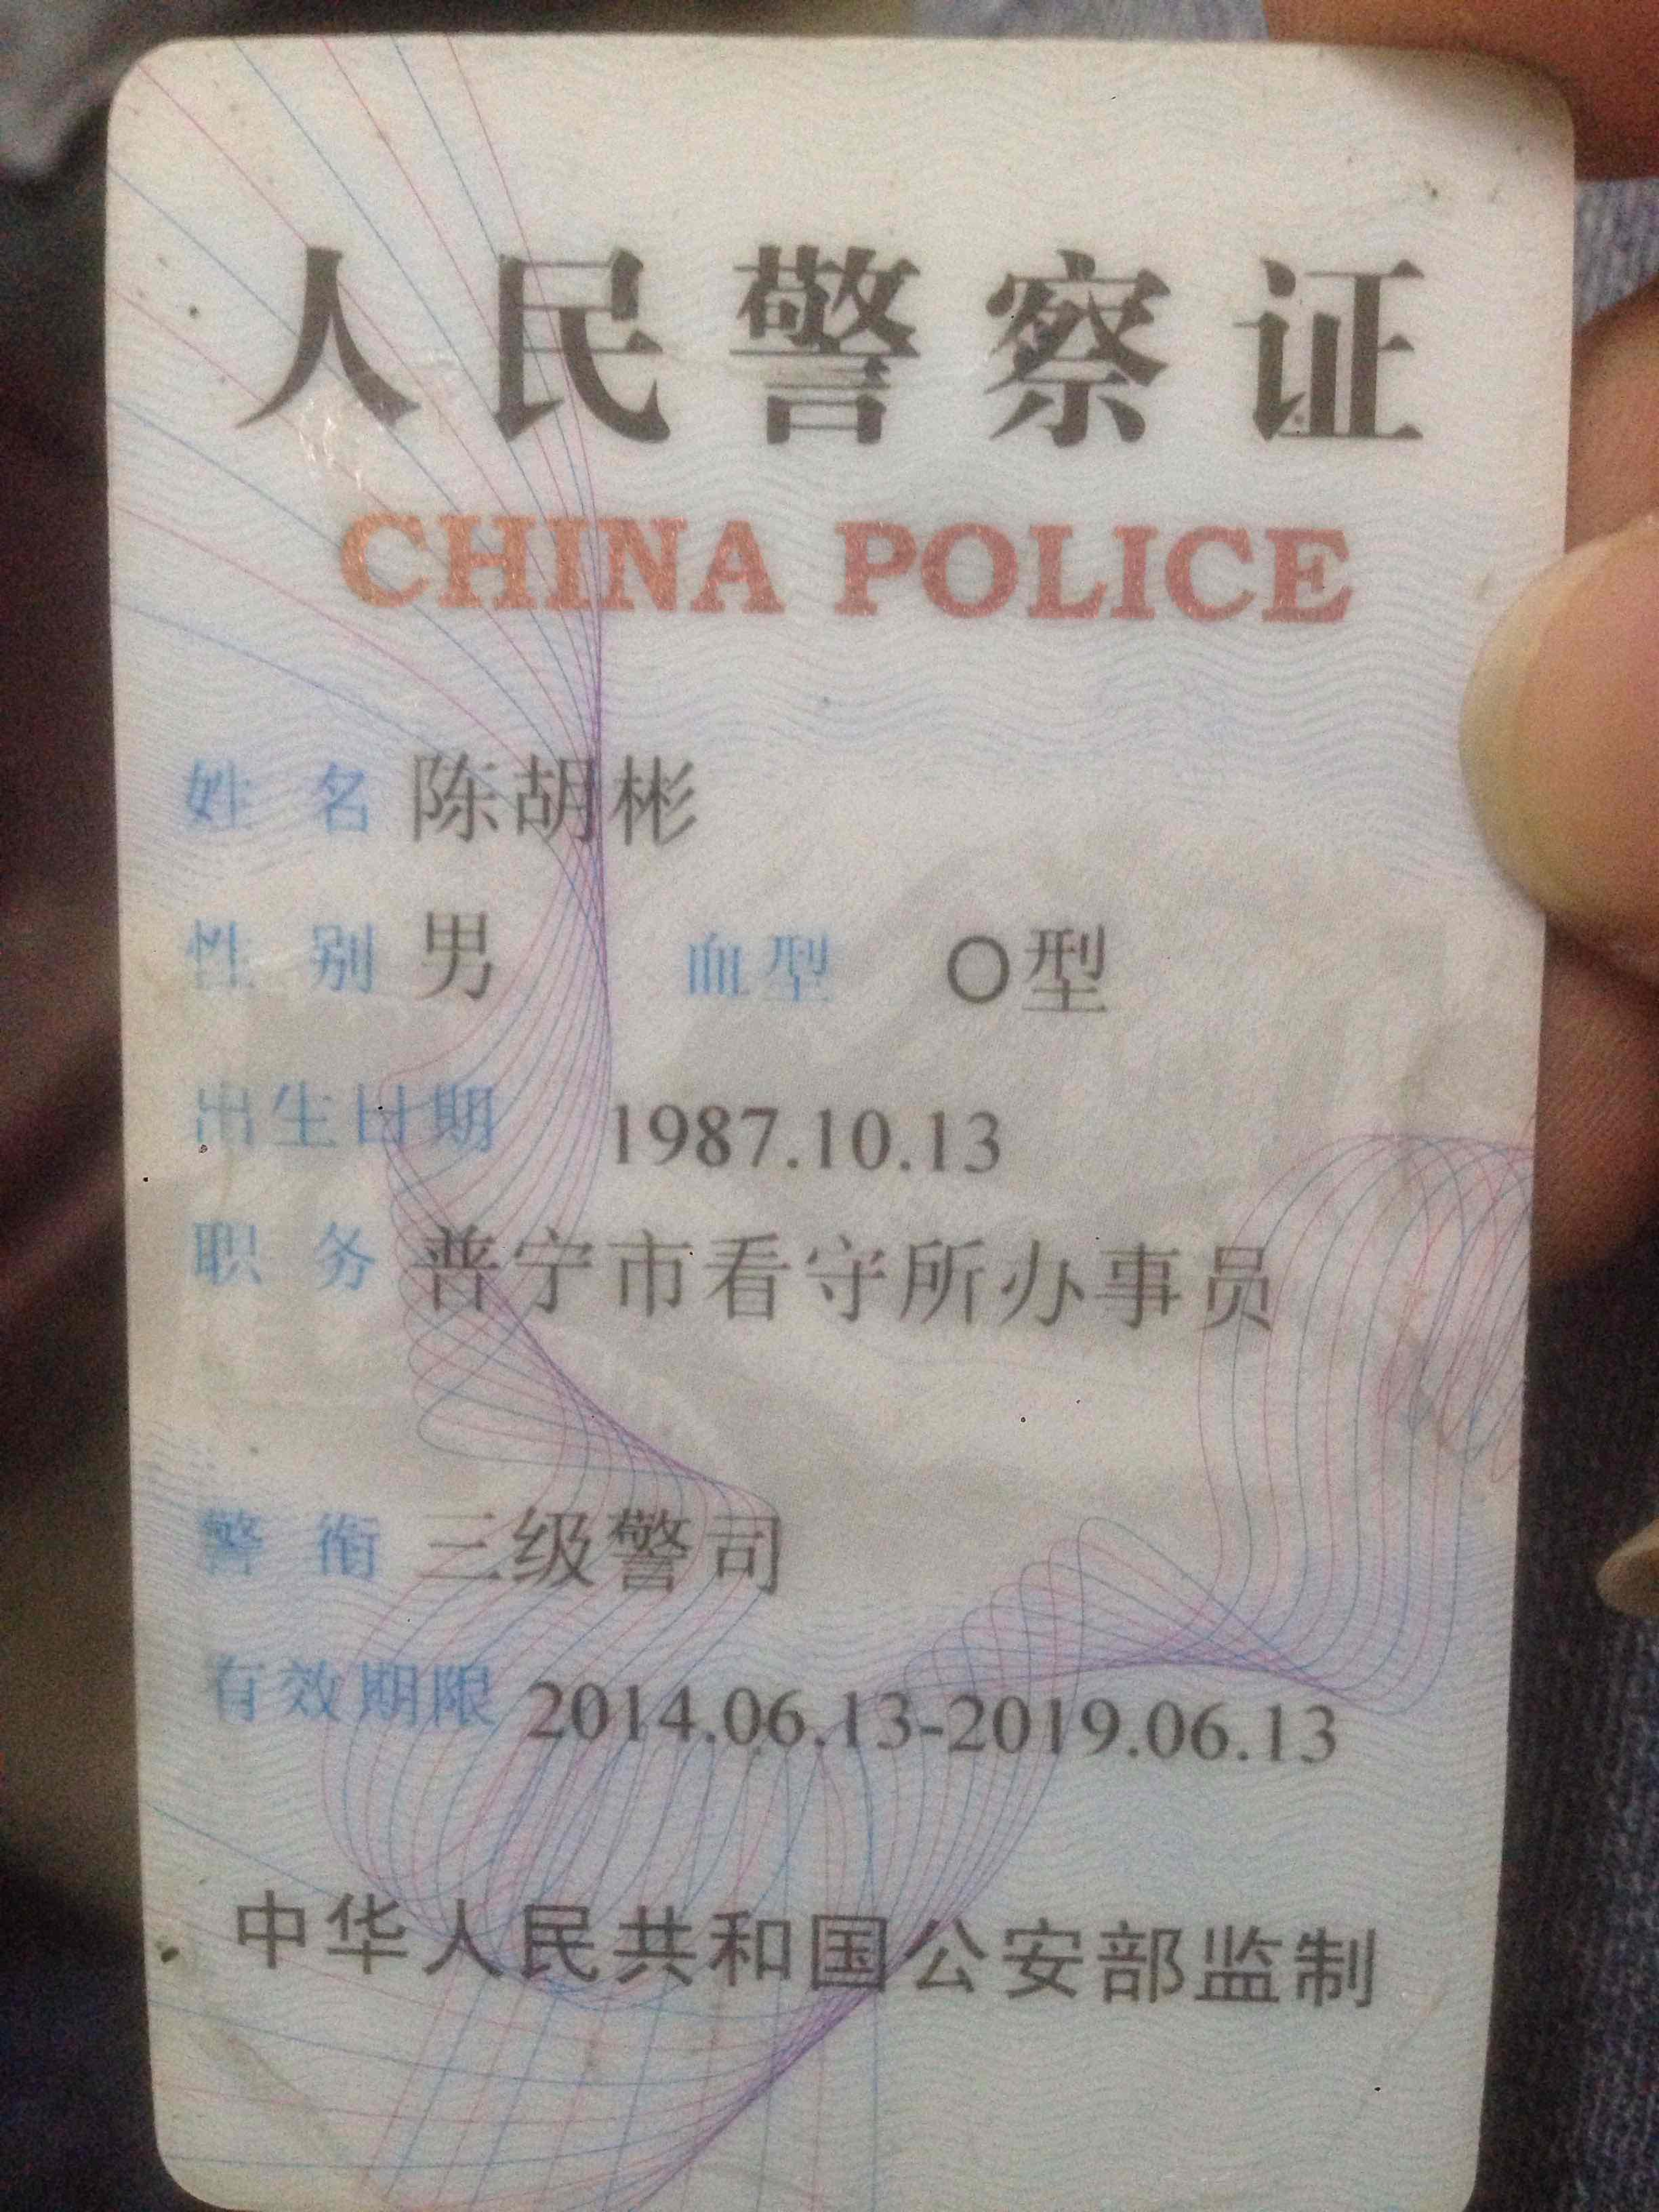 人民警察证
CHINA POLICE
姓 名 陈胡彬
性 别 男 血型 O型
出生日期 1987.10.13
职 务 普宁市看守所办事员
警 衔 三级警司
有效期限 2014.06.13-2019.06.13
中华人民共和国公安部监制